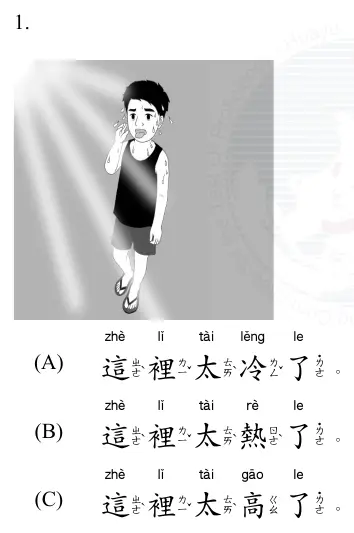 1.
zhè lǐ tài lěng le
(A) 這ㄓㄜˋ裡ㄌㄧˇ太ㄊㄞˋ冷ㄌㄥˇ了˙ㄌㄜ。
zhè lǐ tài rè le
(B) 這ㄓㄜˋ裡ㄌㄧˇ太ㄊㄞˋ熱ㄖㄜˋ了˙ㄌㄜ。
zhè lǐ tài gāo le
(C) 這ㄓㄜˋ裡ㄌㄧˇ太ㄊㄞˋ高ㄍㄠ了˙ㄌㄜ。